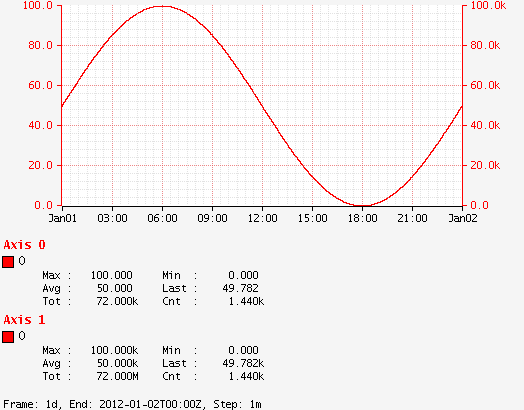 100.0 100.0k
80.0 80.0k
60.0 60.0k
40.0 40.0k
20.0 20.0k
0.0 0.0k
Jan01 03:00 06:00 09:00 12:00 15:00 18:00 21:00 Jan02
Axis 0
0
Max : 100.000 Min : 0.000
Avg : 50.000 Last : 49.782
Tot : 72.000k Cnt : 1.440k
Axis 1
0
Max : 100.000k Min : 0.000
Avg : 50.000k Last : 49.782k
Tot : 72.000M Cnt : 1.440k
Frame: 1d, End: 2012-01-02T00:00Z, Step: 1m